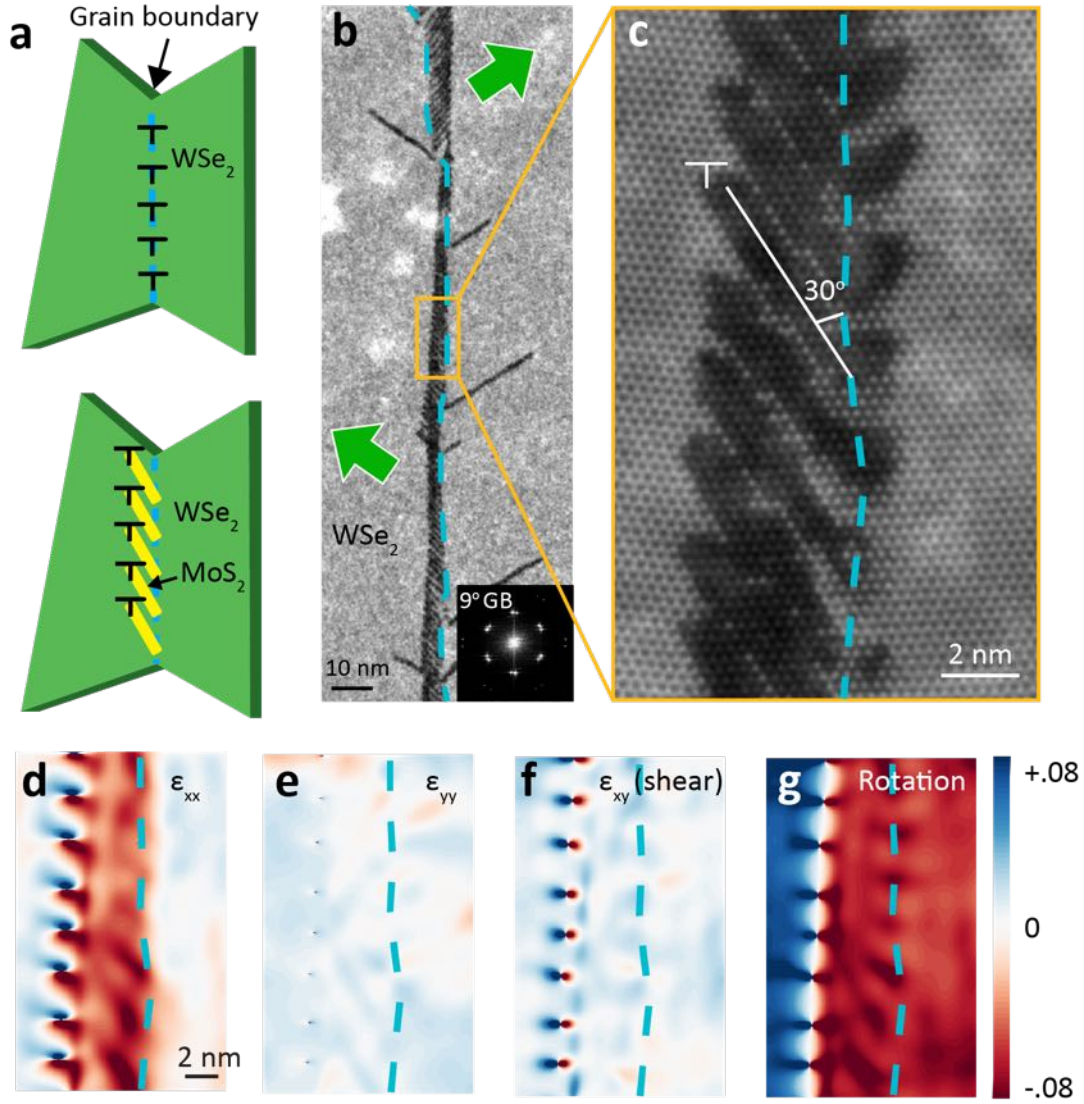 a
Grain boundary
WSe₂
WSe₂
MoS₂
b
WSe₂
9° GB
10 nm
c
30°
2 nm
d
εxx
2 nm
e
εyy
f
εxy (shear)
g
Rotation
+.08
0
-.08